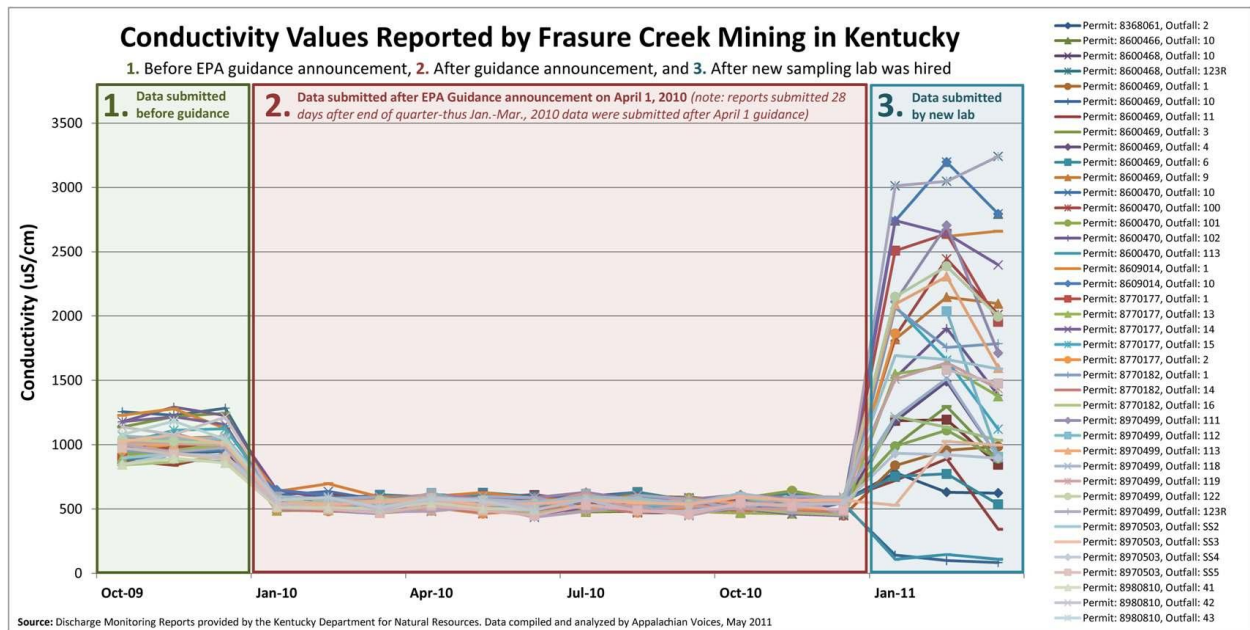 Conductivity Values Reported by Frasure Creek Mining in Kentucky
1. Before EPA guidance announcement, 2. After guidance announcement, and 3. After new sampling lab was hired
1. Data submitted
before guidance
2. Data submitted after EPA Guidance announcement on April 1, 2010 (note: reports submitted 28
days after end of quarter-thus Jan.-Mar., 2010 data were submitted after April 1 guidance)
3. Data submitted
by new lab
Conductivity (uS/cm)
3500
3000
2500
2000
1500
1000
500
0
Oct-09
Jan-10
Apr-10
Jul-10
Oct-10
Jan-11
Permit: 8368061, Outfall: 2
Permit: 8600466, Outfall: 10
Permit: 8600468, Outfall: 10
Permit: 8600468, Outfall: 123R
Permit: 8600469, Outfall: 1
Permit: 8600469, Outfall: 10
Permit: 8600469, Outfall: 11
Permit: 8600469, Outfall: 3
Permit: 8600469, Outfall: 4
Permit: 8600469, Outfall: 6
Permit: 8600469, Outfall: 9
Permit: 8600470, Outfall: 10
Permit: 8600470, Outfall: 100
Permit: 8600470, Outfall: 101
Permit: 8600470, Outfall: 102
Permit: 8600470, Outfall: 113
Permit: 8609014, Outfall: 1
Permit: 8609014, Outfall: 10
Permit: 8770177, Outfall: 1
Permit: 8770177, Outfall: 13
Permit: 8770177, Outfall: 14
Permit: 8770177, Outfall: 15
Permit: 8770177, Outfall: 2
Permit: 8770182, Outfall: 1
Permit: 8770182, Outfall: 14
Permit: 8770182, Outfall: 16
Permit: 8970499, Outfall: 111
Permit: 8970499, Outfall: 112
Permit: 8970499, Outfall: 113
Permit: 8970499, Outfall: 118
Permit: 8970499, Outfall: 119
Permit: 8970499, Outfall: 122
Permit: 8970499, Outfall: 123R
Permit: 8970503, Outfall: SS2
Permit: 8970503, Outfall: SS3
Permit: 8970503, Outfall: SS4
Permit: 8970503, Outfall: SS5
Permit: 8980810, Outfall: 41
Permit: 8980810, Outfall: 42
Permit: 8980810, Outfall: 43
Source: Discharge Monitoring Reports provided by the Kentucky Department for Natural Resources. Data compiled and analyzed by Appalachian Voices, May 2011